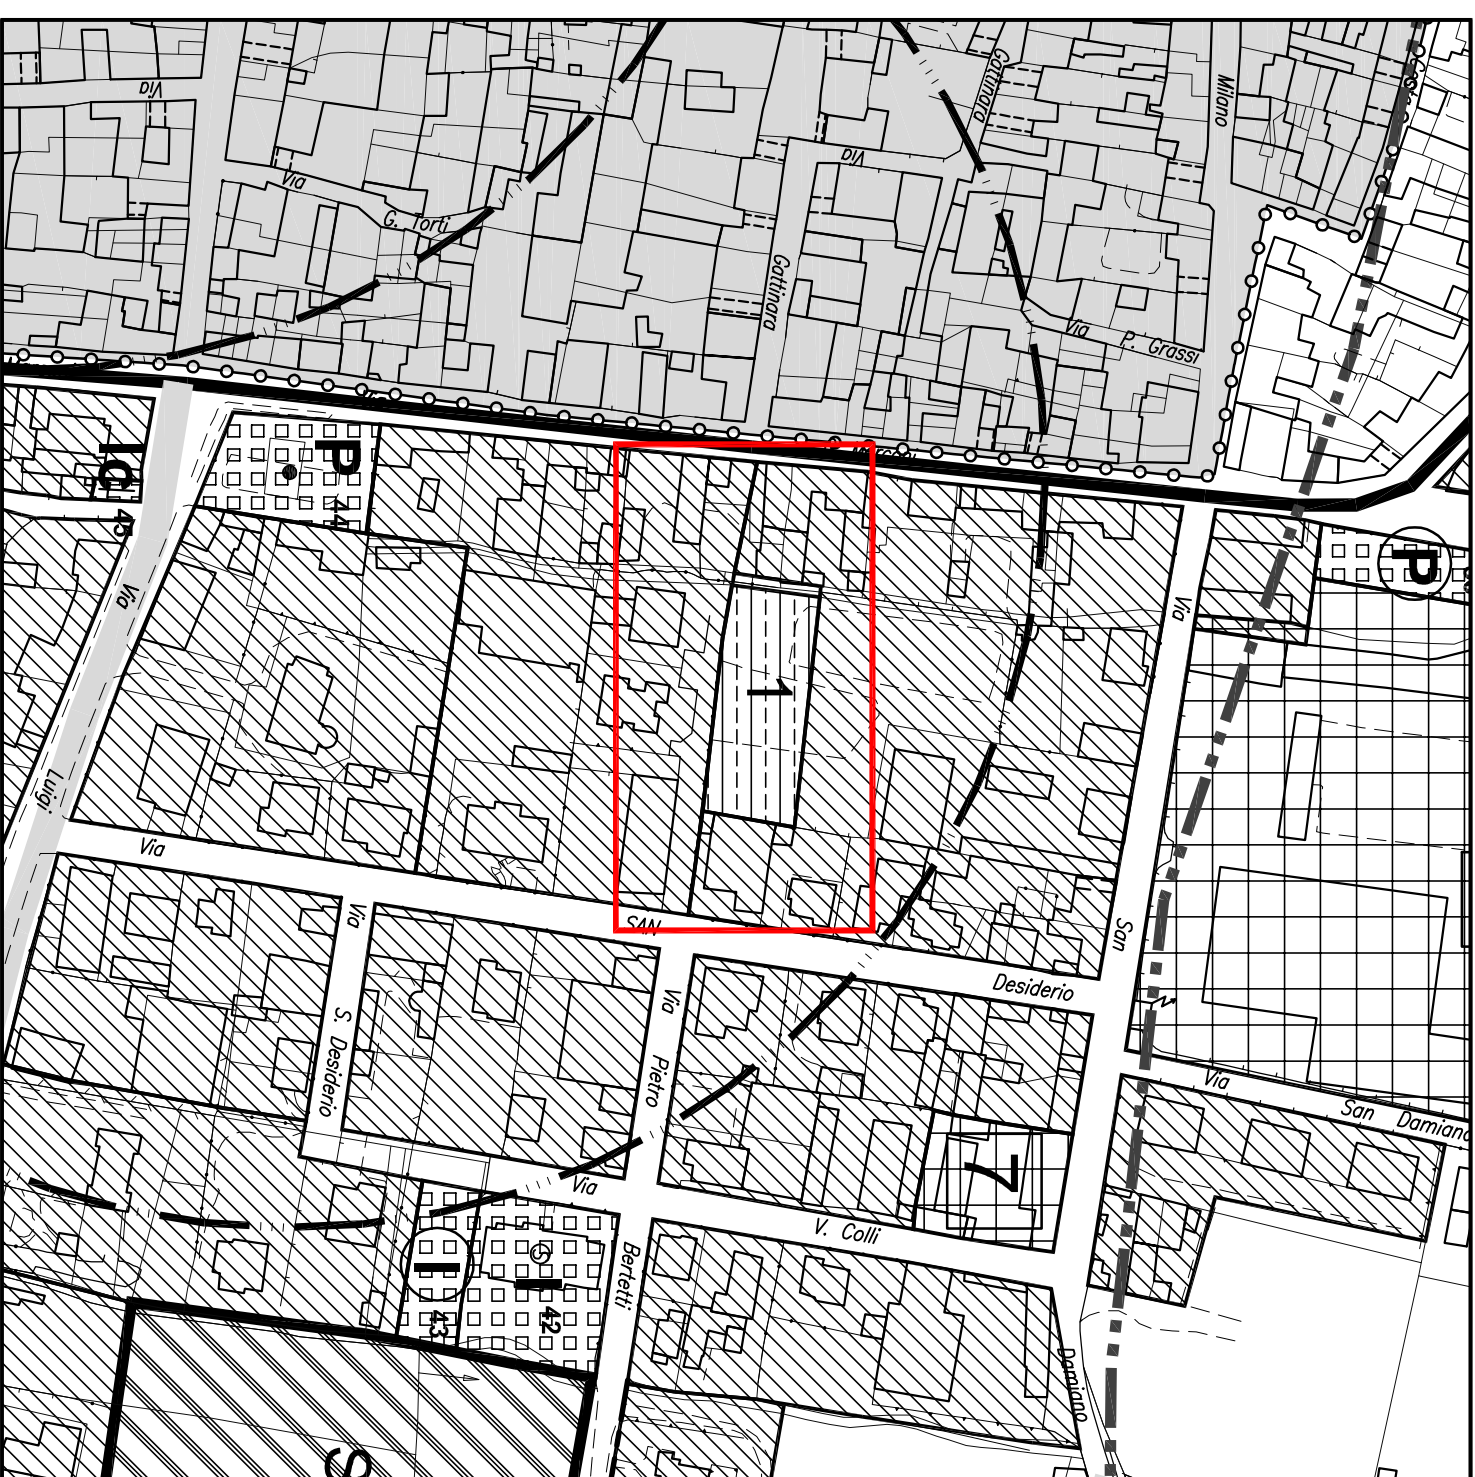 Via
Gattinara
Milano
Via
Via
G. Torti
Gattinara
Via
P. Grassi
P
IC
44
45
P
Via
Via
1
Luigi
Via
Via
SAN
San
Desiderio
Via
S. Desiderio
Pietro
Via
San
Damiano
7
Via
V. Colli
I
5
I
Bertetti
43
42
Damiano
S